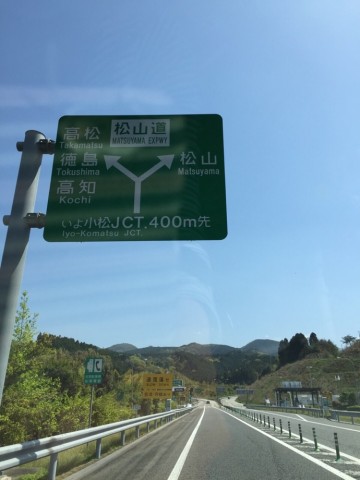 高松
Takamatsu
松山道
MATSUYAMA EXPWY
徳島
Tokushima
松山
Matsuyama
高知
Kochi
いよ小松JCT. 400m先
Iyo-Komatsu JCT.